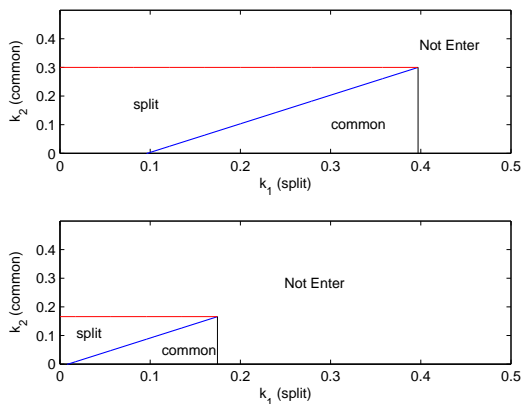 0.4
0.3
0.2
0.1
0
k2 (common)
Not Enter
split
common
0 0.1 0.2 0.3 0.4 0.5
k1 (split)
0.4
0.3
0.2
0.1
0
k2 (common)
Not Enter
split
common
0 0.1 0.2 0.3 0.4 0.5
k1 (split)